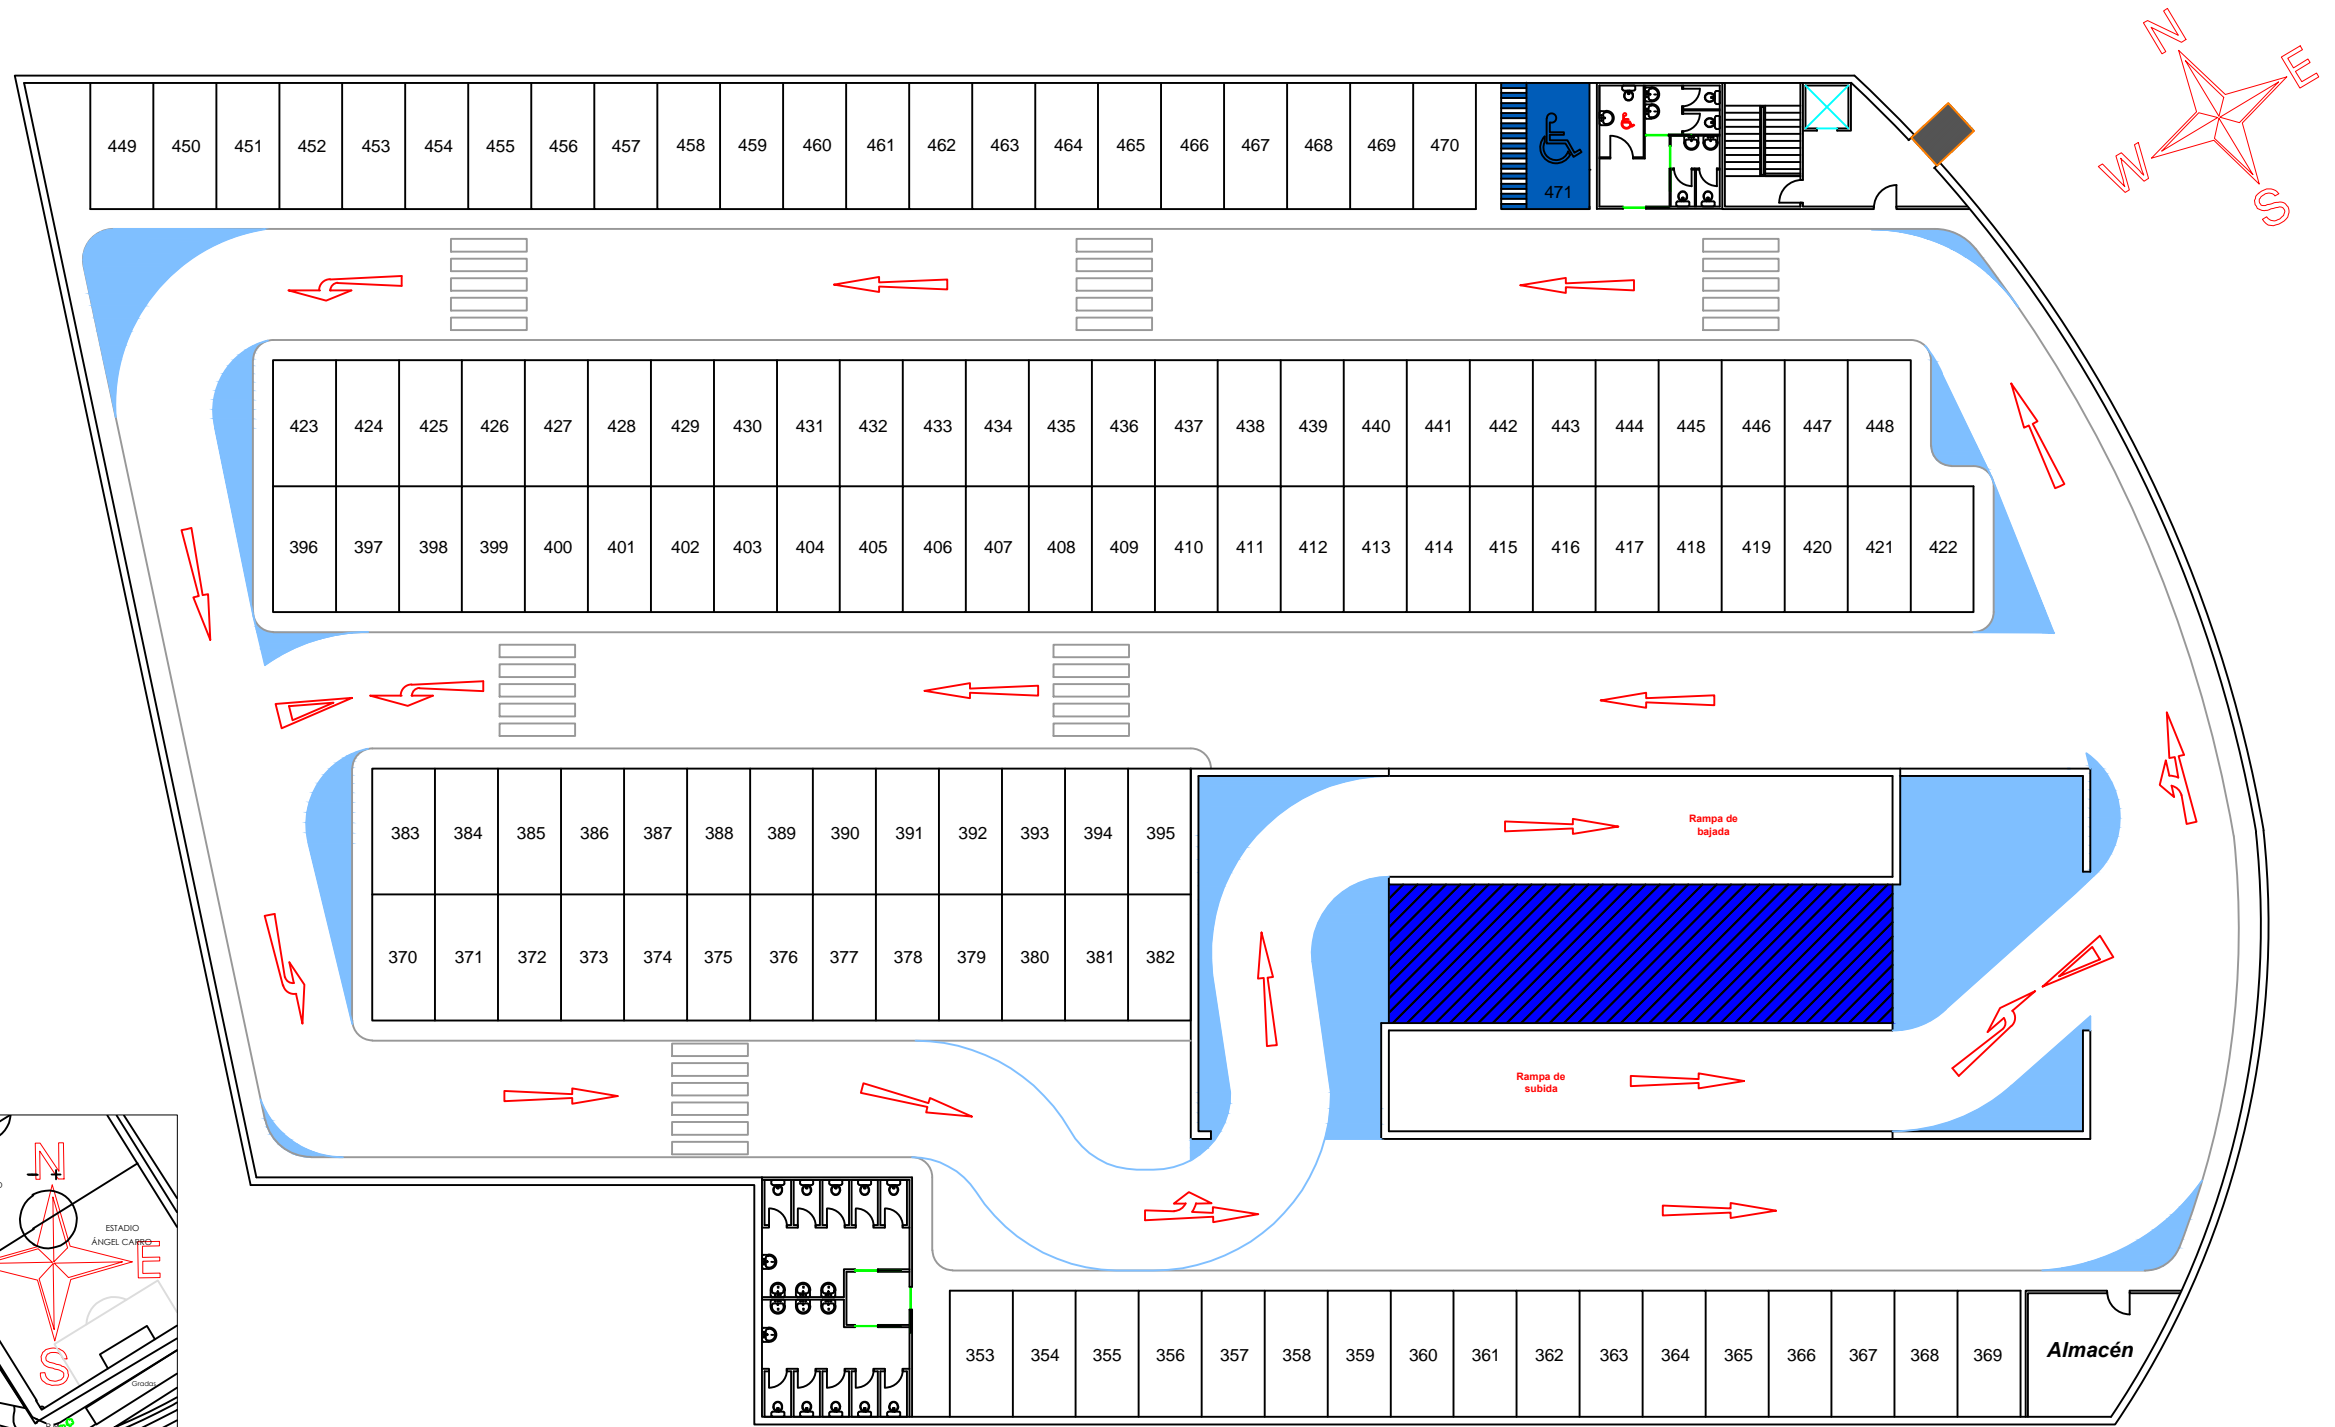 N
E
W
S
449 450 451 452 453 454 455 456 457 458 459 460 461 462 463 464 465 466 467 468 469 470 471
423 424 425 426 427 428 429 430 431 432 433 434 435 436 437 438 439 440 441 442 443 444 445 446 447 448
396 397 398 399 400 401 402 403 404 405 406 407 408 409 410 411 412 413 414 415 416 417 418 419 420 421 422
383 384 385 386 387 388 389 390 391 392 393 394 395
Rampa de
bajada
370 371 372 373 374 375 376 377 378 379 380 381 382
Rampa de
subida
N
- +
ESTADIO
ÁNGEL CARRO
E
S
Gradas
353 354 355 356 357 358 359 360 361 362 363 364 365 366 367 368 369
Almacén